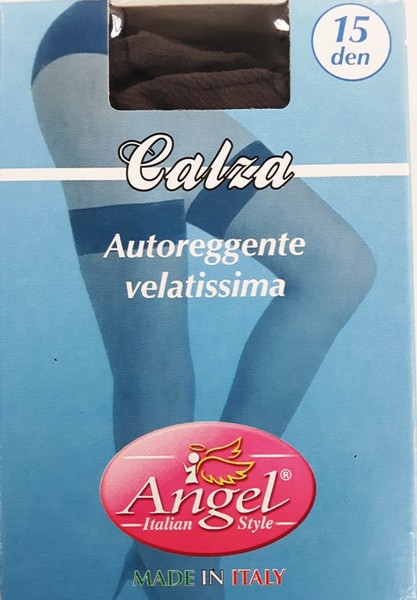 15
den
Calza
Autoreggente
velatissima
Angel®
Italian Style
MADE IN ITALY